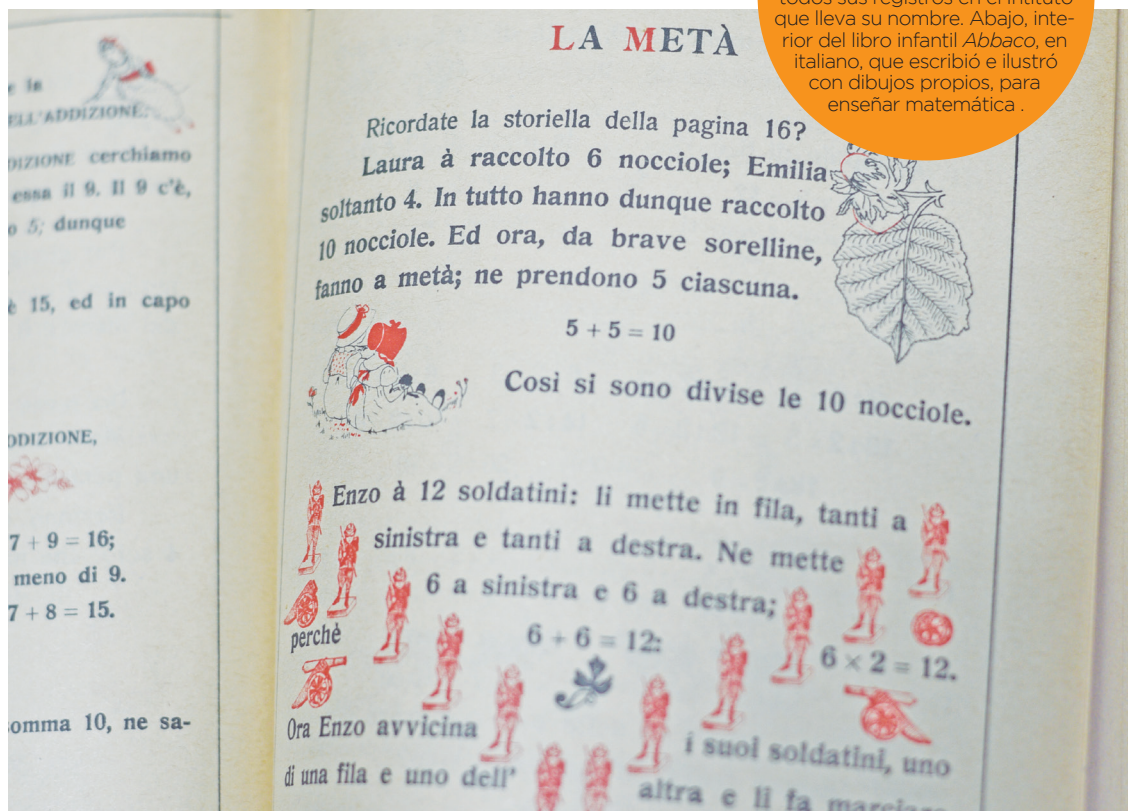 todos sus registros en el Intituto
que lleva su nombre. Abajo, inte-
rior del libro infantil Abbaco, en
italiano, que escribió e ilustró
con dibujos propios, para
enseñar matemática .
ELL'ADDIZIONE.
DIZIONE cerchiamo
essa il 9. Il 9 c'è,
o 5; dunque
è 15, ed in capo
DDIZIONE,
7 + 9 = 16;
meno di 9.
7 + 8 = 15.
somma 10, ne sa-
LA METÀ
Ricordate la storiella della pagina 16?
Laura à raccolto 6 nocciole; Emilia
soltanto 4. In tutto hanno dunque raccolto
10 nocciole. Ed ora, da brave sorelline,
fanno a metà; ne prendono 5 ciascuna.
5 + 5 = 10
Così si sono divise le 10 nocciole.
Enzo à 12 soldatini: li mette in fila, tanti a
sinistra e tanti a destra. Ne mette
6 a sinistra e 6 a destra;
perchè 6 + 6 = 12: 6 × 2 = 12.
Ora Enzo avvicina i suoi soldatini, uno
di una fila e uno dell' altra e li fa marciare